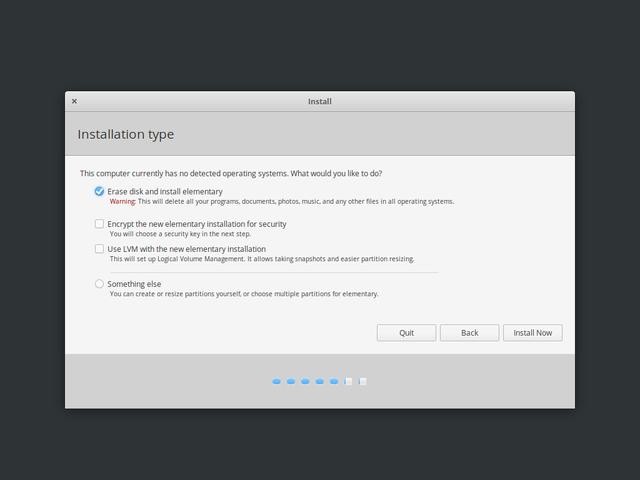 Install
Installation type
This computer currently has no detected operating systems. What would you like to do?
Erase disk and install elementary
Warning: This will delete all your programs, documents, photos, music, and any other files in all operating systems.
Encrypt the new elementary installation for security
You will choose a security key in the next step.
Use LVM with the new elementary installation
This will set up Logical Volume Management. It allows taking snapshots and easier partition resizing.
Something else
You can create or resize partitions yourself, or choose multiple partitions for elementary.
Quit
Back
Install Now